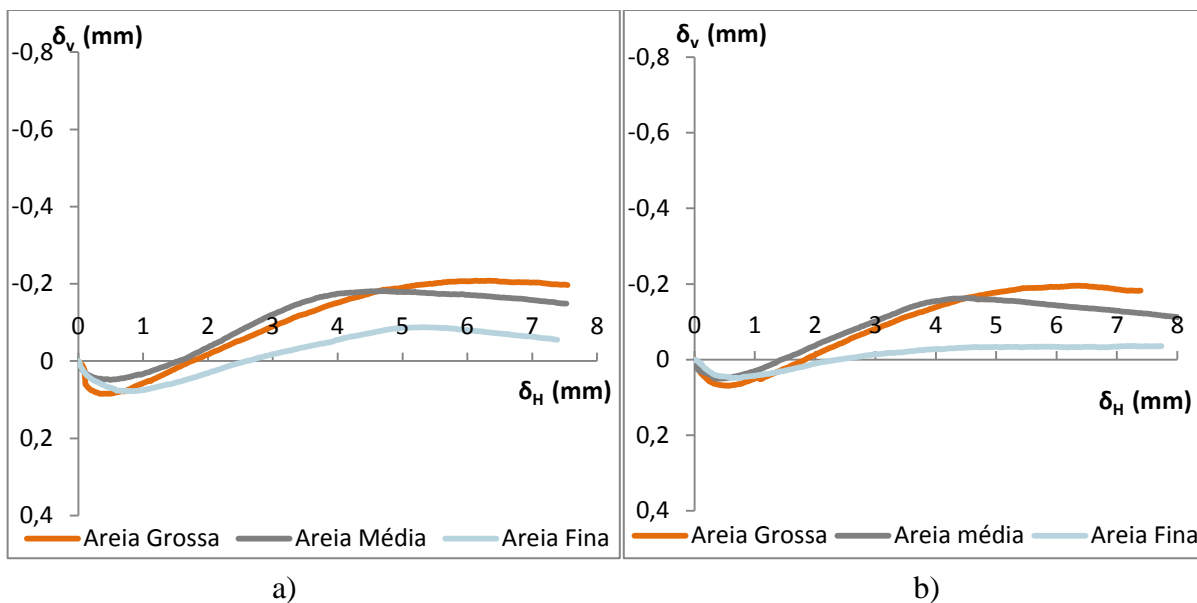 δv (mm)
-0,8
-0,6
-0,4
-0,2
0
0,2
0,4
0 1 2 3 4 5 6 7 8
δH (mm)
Areia Grossa Areia Média Areia Fina
a)
δv (mm)
-0,8
-0,6
-0,4
-0,2
0
0,2
0,4
0 1 2 3 4 5 6 7 8
δH (mm)
Areia Grossa Areia média Areia Fina
b)